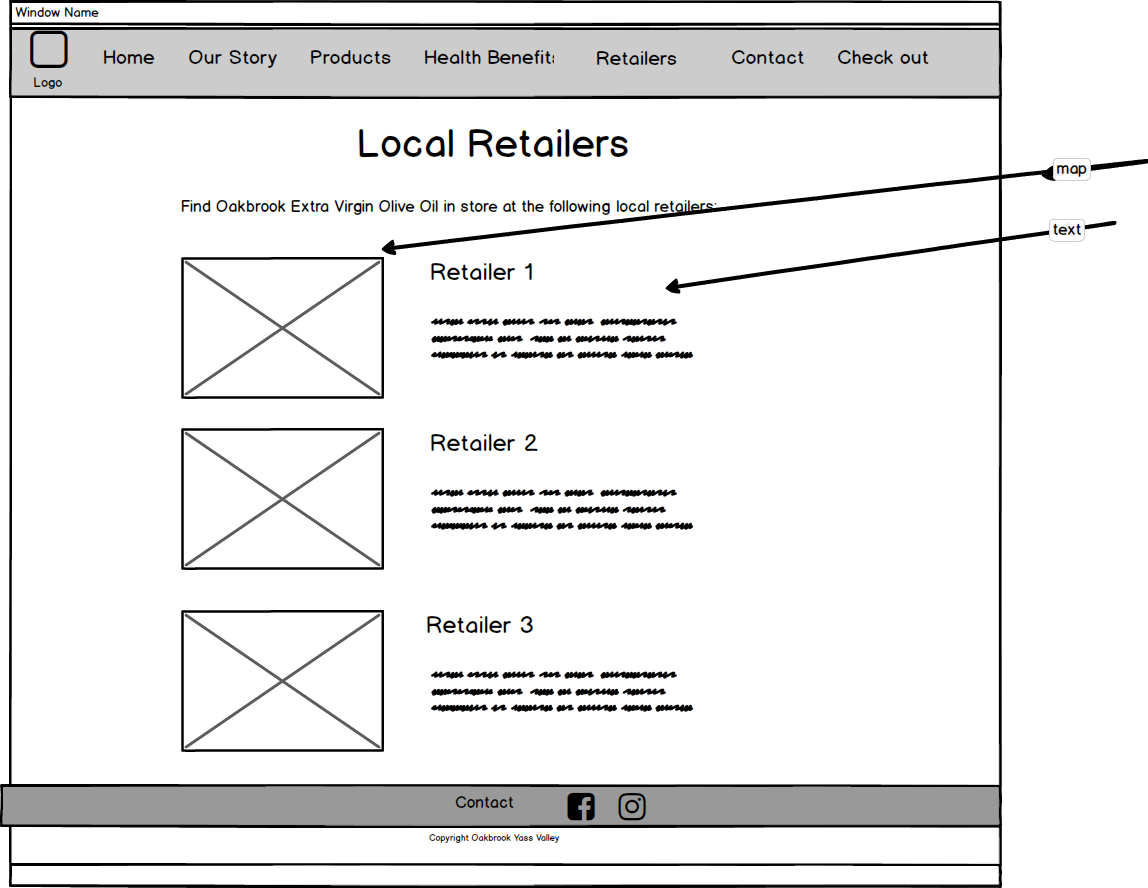 Window Name
Home Our Story Products Health Benefits Retailers Contact Check out
Logo
Local Retailers
map
Find Oakbrook Extra Virgin Olive Oil in store at the following local retailers:
text
Retailer 1
Retailer 2
Retailer 3
Contact
Copyright Oakbrook Yass Valley